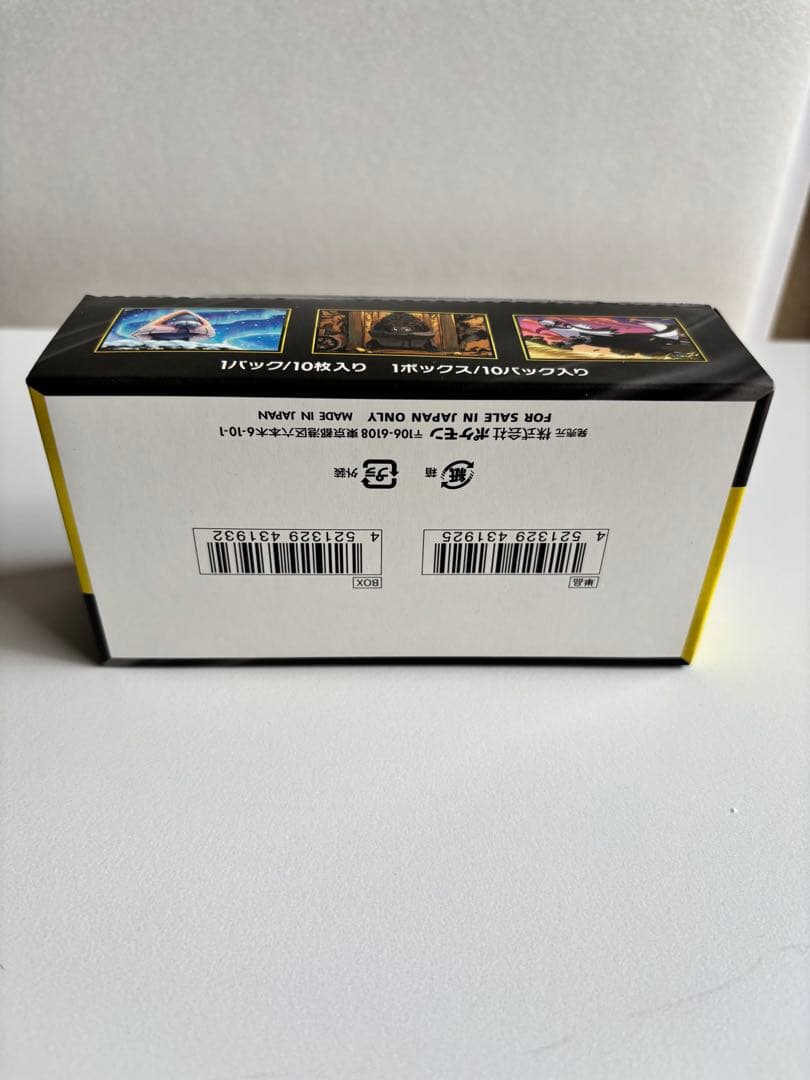 1パック/10枚入り 1ボックス/10パック入り
FOR SALE IN JAPAN ONLY MADE IN JAPAN
発売元 株式会社ポケモン 〒106-6108 東京都港区六本木6-10-1
紙 箱 プラ 外装
4 521329 431925
4 521329 431932
単品
BOX